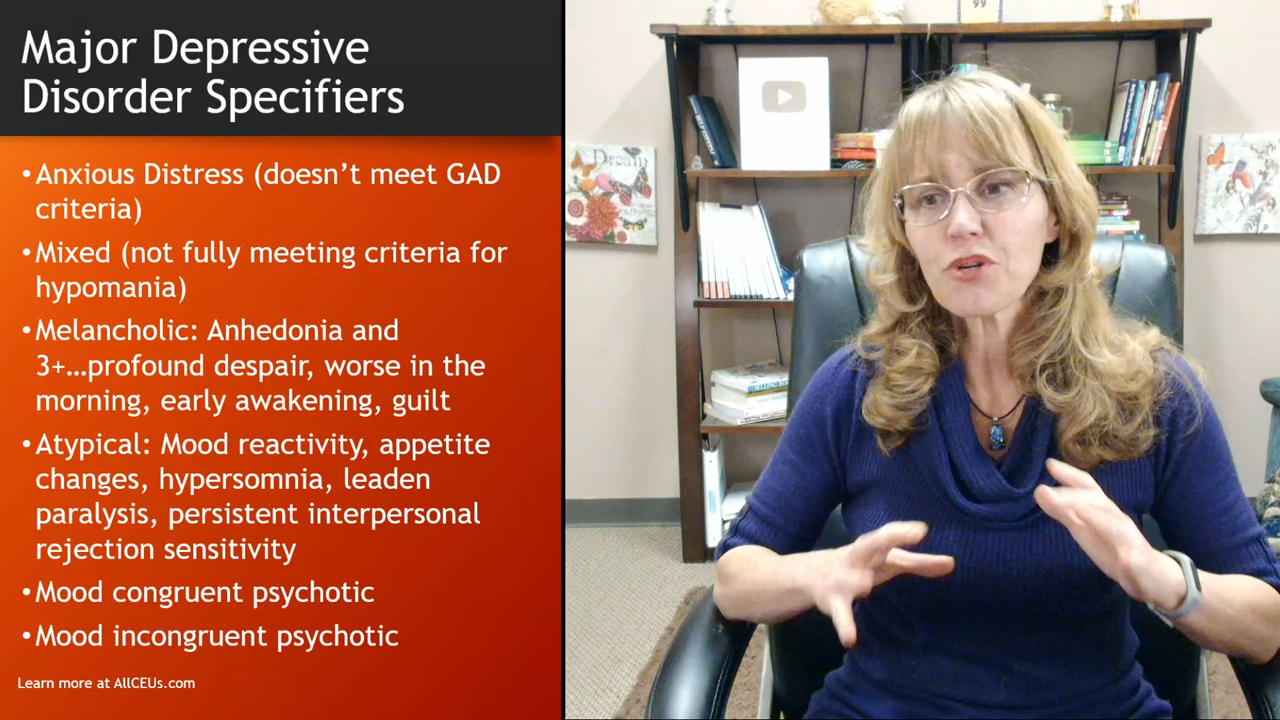 Major Depressive
Disorder Specifiers
•Anxious Distress (doesn’t meet GAD
criteria)
•Mixed (not fully meeting criteria for
hypomania)
•Melancholic: Anhedonia and
3+…profound despair, worse in the
morning, early awakening, guilt
•Atypical: Mood reactivity, appetite
changes, hypersomnia, leaden
paralysis, persistent interpersonal
rejection sensitivity
•Mood congruent psychotic
•Mood incongruent psychotic
Learn more at AllCEUs.com
99
Dream